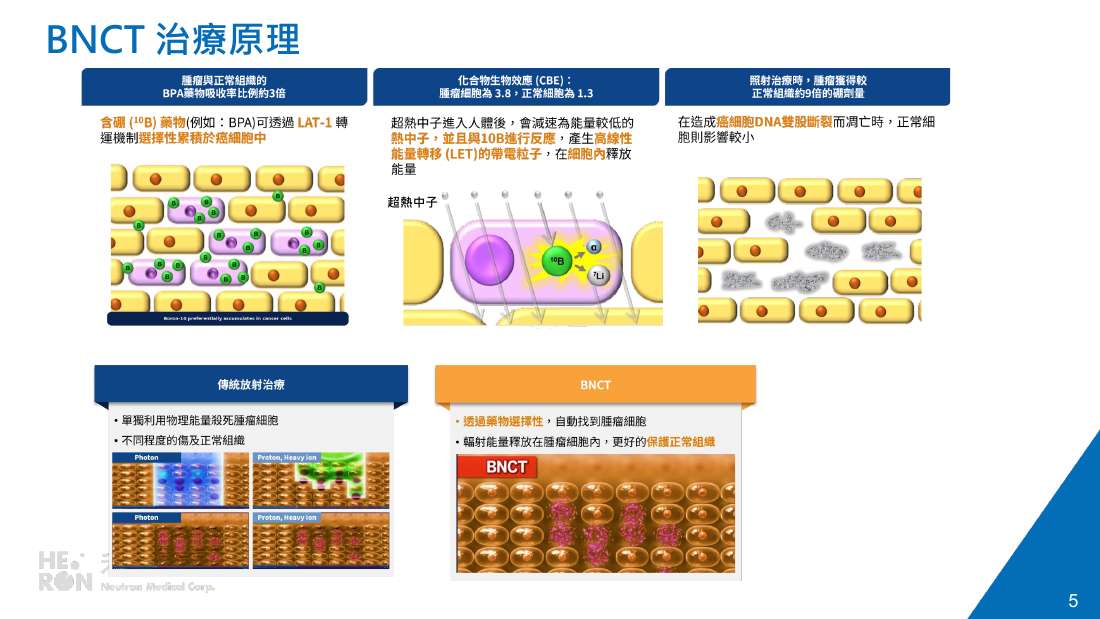 BNCT 治療原理
腫瘤與正常組織的
BPA藥物吸收率比例約3倍
含硼 (¹⁰B) 藥物(例如：BPA)可透過 LAT-1 轉
運機制選擇性累積於癌細胞中
B B B B B B B B B B B B B B B B B B B
Boron-10 preferentially accumulates in cancer cells
化合物生物效應 (CBE)：
腫瘤細胞為 3.8，正常細胞為 1.3
超熱中子進入人體後，會減速為能量較低的
熱中子，並且與10B進行反應，產生高線性
能量轉移 (LET)的帶電粒子，在細胞內釋放
能量
超熱中子
¹⁰B
α
⁷Li
照射治療時，腫瘤獲得較
正常組織約9倍的硼劑量
在造成癌細胞DNA雙股斷裂而凋亡時，正常細
胞則影響較小
傳統放射治療
• 單獨利用物理能量殺死腫瘤細胞
• 不同程度的傷及正常組織
Photon
Proton, Heavy ion
Photon
Proton, Heavy ion
BNCT
• 透過藥物選擇性，自動找到腫瘤細胞
• 輻射能量釋放在腫瘤細胞內，更好的保護正常組織
BNCT
HE
RON
Neutron Medical Corp.
5